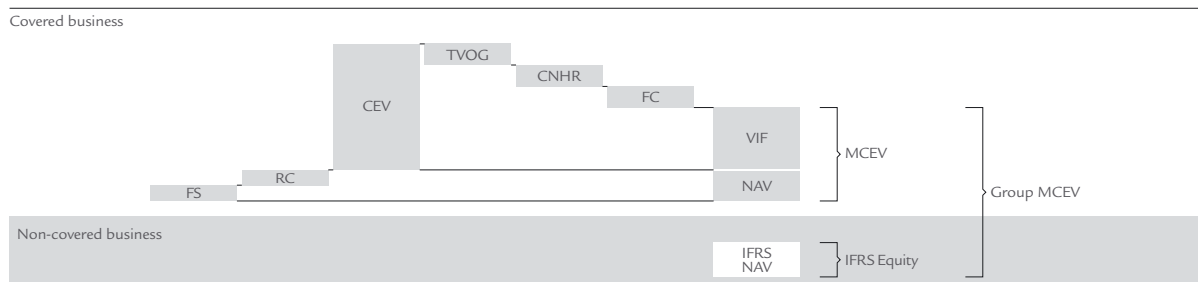 Covered business
TVOG
CNHR
CEV
FC
VIF
MCEV
RC
NAV
FS
Group MCEV
Non-covered business
IFRS
NAV
IFRS Equity